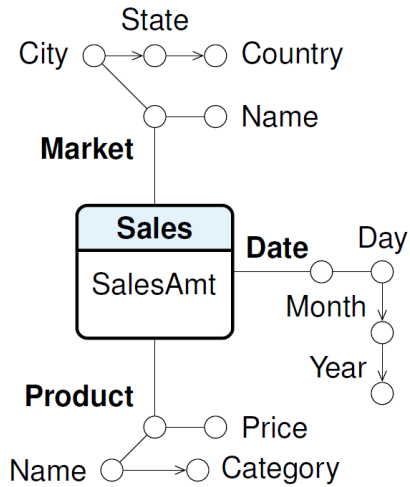 State
City
Country
Name
Market
Sales
SalesAmt
Date
Day
Month
Year
Product
Price
Name
Category